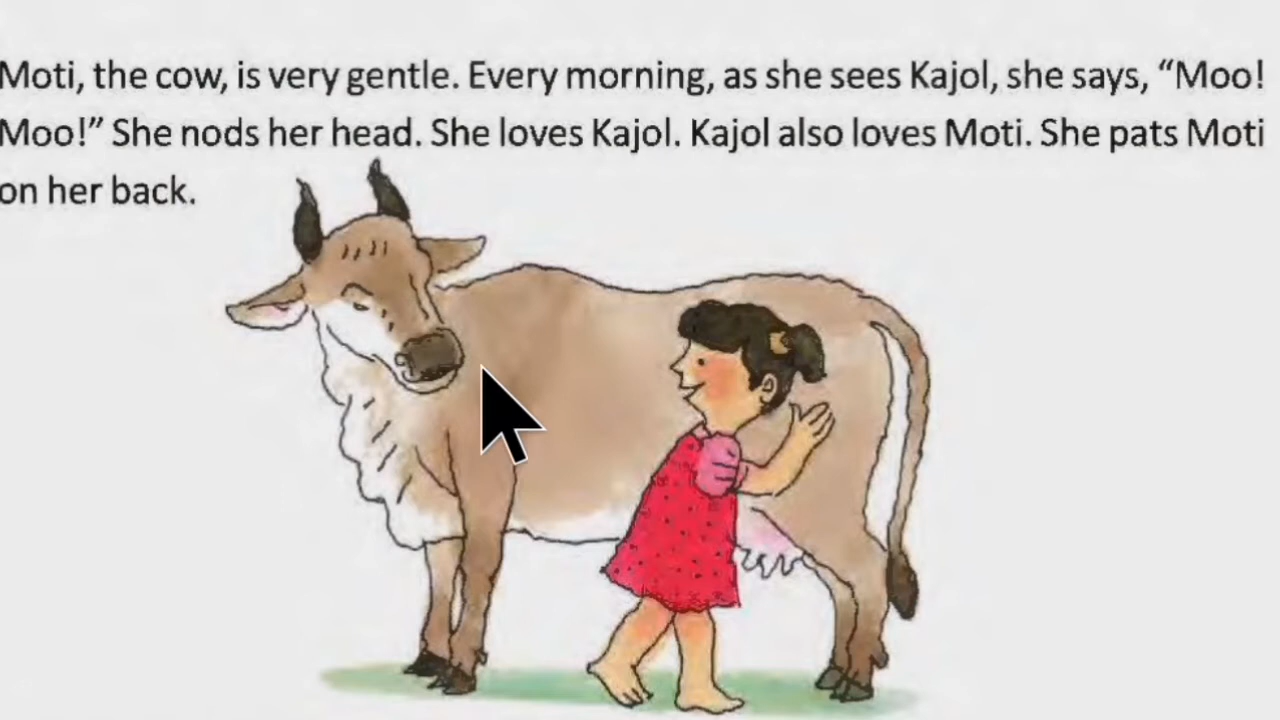 Moti, the cow, is very gentle. Every morning, as she sees Kajol, she says, “Moo!
Moo!” She nods her head. She loves Kajol. Kajol also loves Moti. She pats Moti
on her back.